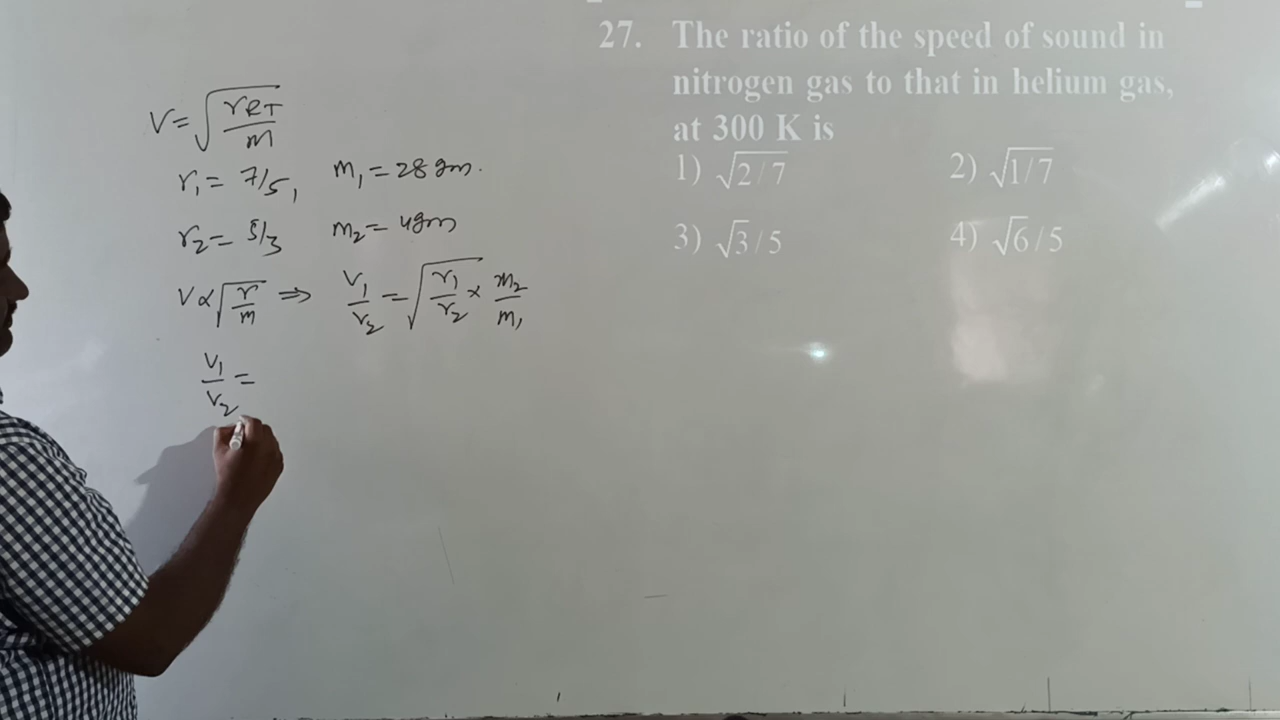 27. The ratio of the speed of sound in
nitrogen gas to that in helium gas,
at 300 K is
1) √2/7 2) √1/7
3) √3/5 4) √6/5
V = √(γRT/m)
γ₁ = 7/5, m₁ = 28 gm.
γ₂ = 5/3 m₂ = 4gm
V ∝ √(γ/m) ⇒ V₁/V₂ = √(γ₁/γ₂ × m₂/m₁)
V₁/V₂ =